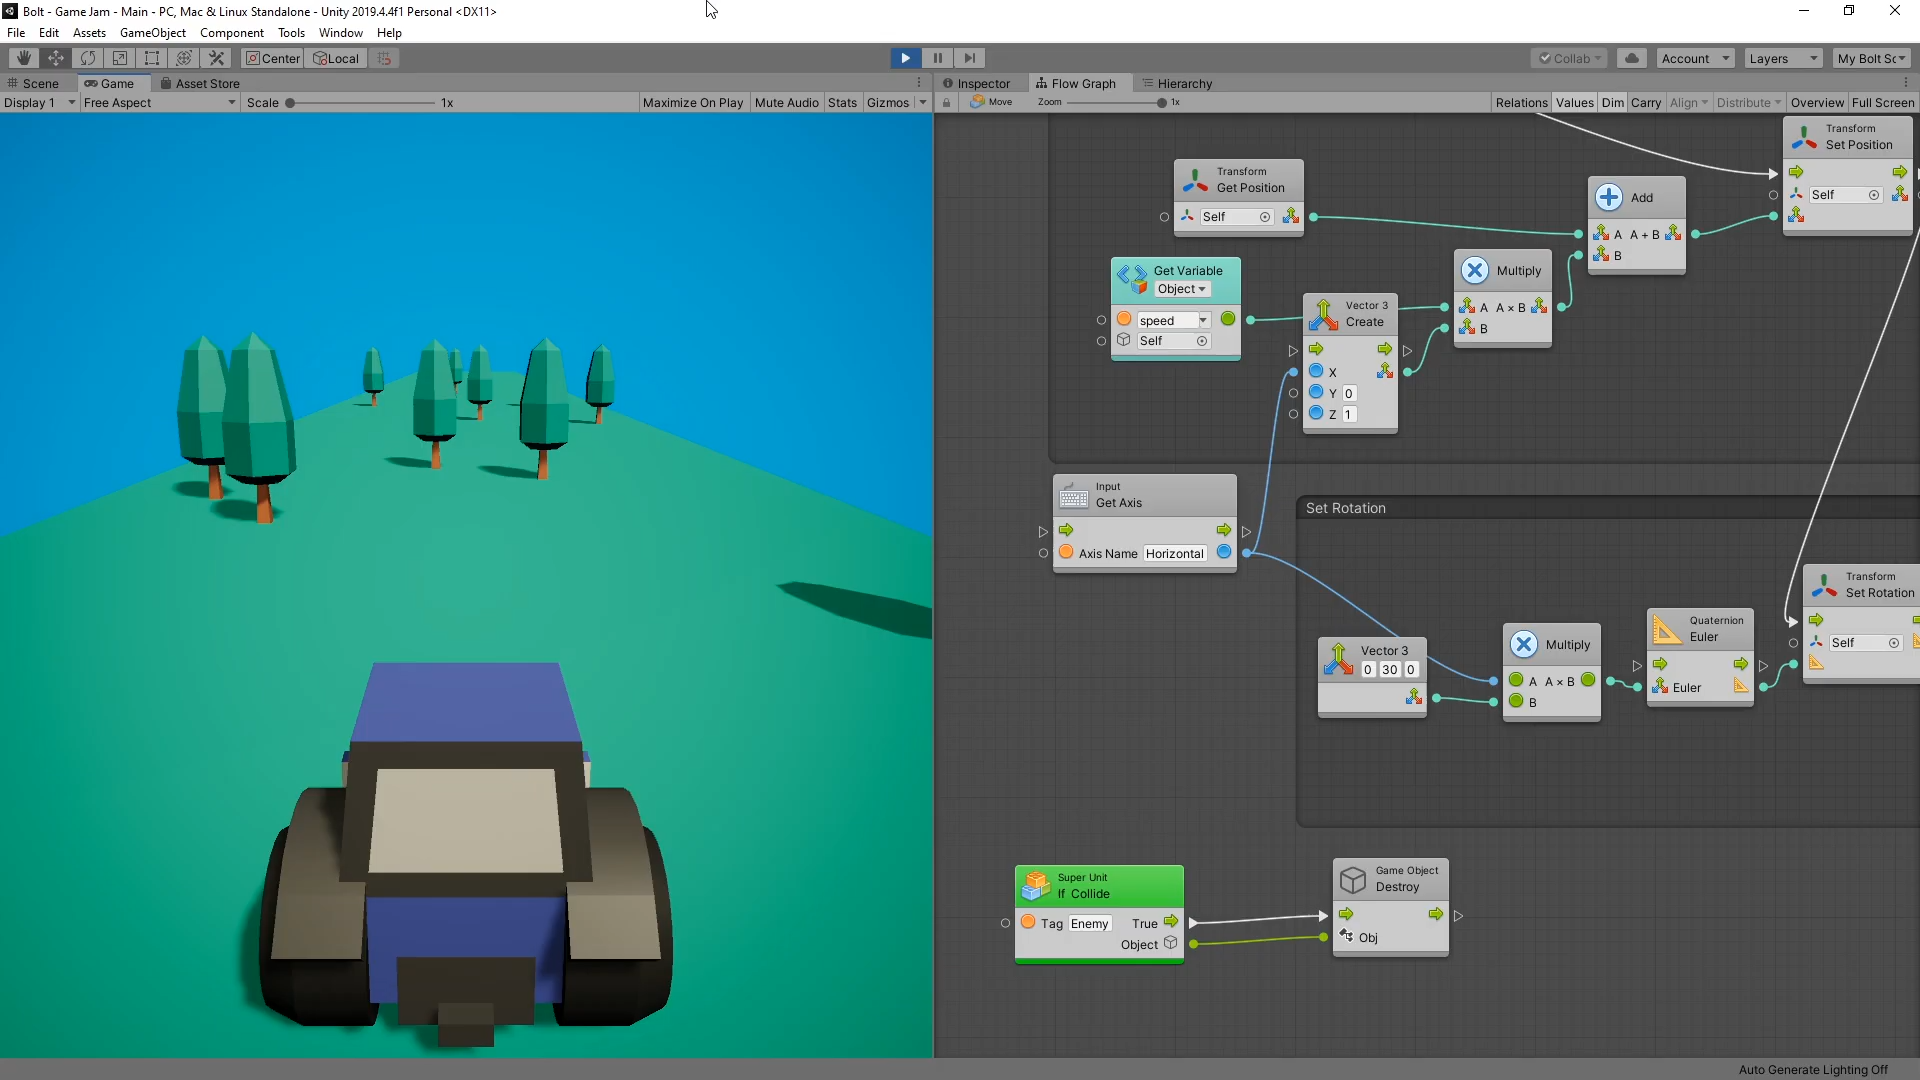 Bolt - Game Jam - Main - PC, Mac & Linux Standalone - Unity 2019.4.4f1 Personal <DX11>
File Edit Assets GameObject Component Tools Window Help
Center Local Collab Account Layers My Bolt Sc
Scene Game Asset Store Inspector Flow Graph Hierarchy
Display 1 Free Aspect Scale 1x Maximize On Play Mute Audio Stats Gizmos Move Zoom 1x Relations Values Dim Carry Align Distribute Overview Full Screen
Transform
Set Position
Self
Transform
Get Position
Self
Add
A A + B
B
Get Variable
Object
speed
Self
Vector 3
Create
X
Y 0
Z 1
Multiply
A A × B
B
Input
Get Axis
Axis Name Horizontal
Set Rotation
Transform
Set Rotation
Self
Vector 3
0 30 0
Multiply
A A × B
B
Quaternion
Euler
Euler
Super Unit
If Collide
Tag Enemy True
Object
Game Object
Destroy
Obj
Auto Generate Lighting Off